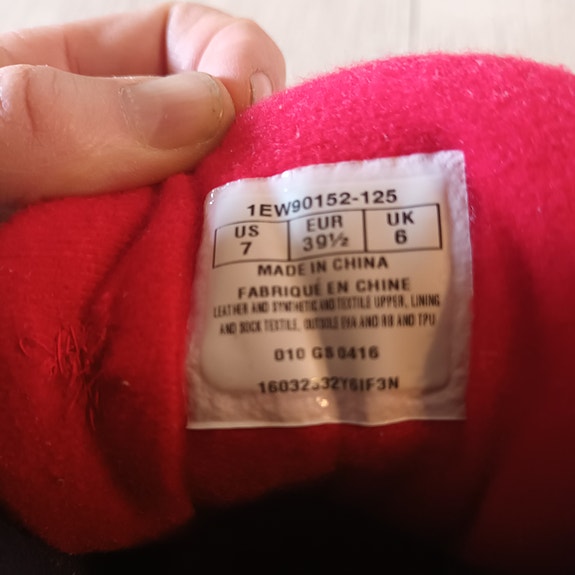 1EW90152-125
US EUR UK
7 39½ 6
MADE IN CHINA
FABRIQUÉ EN CHINE
LEATHER AND SYNTHETIC AND TEXTILE UPPER, LINING
AND SOCK TEXTILE, OUTSOLE EVA AND RB AND TPU
010 GS 0416